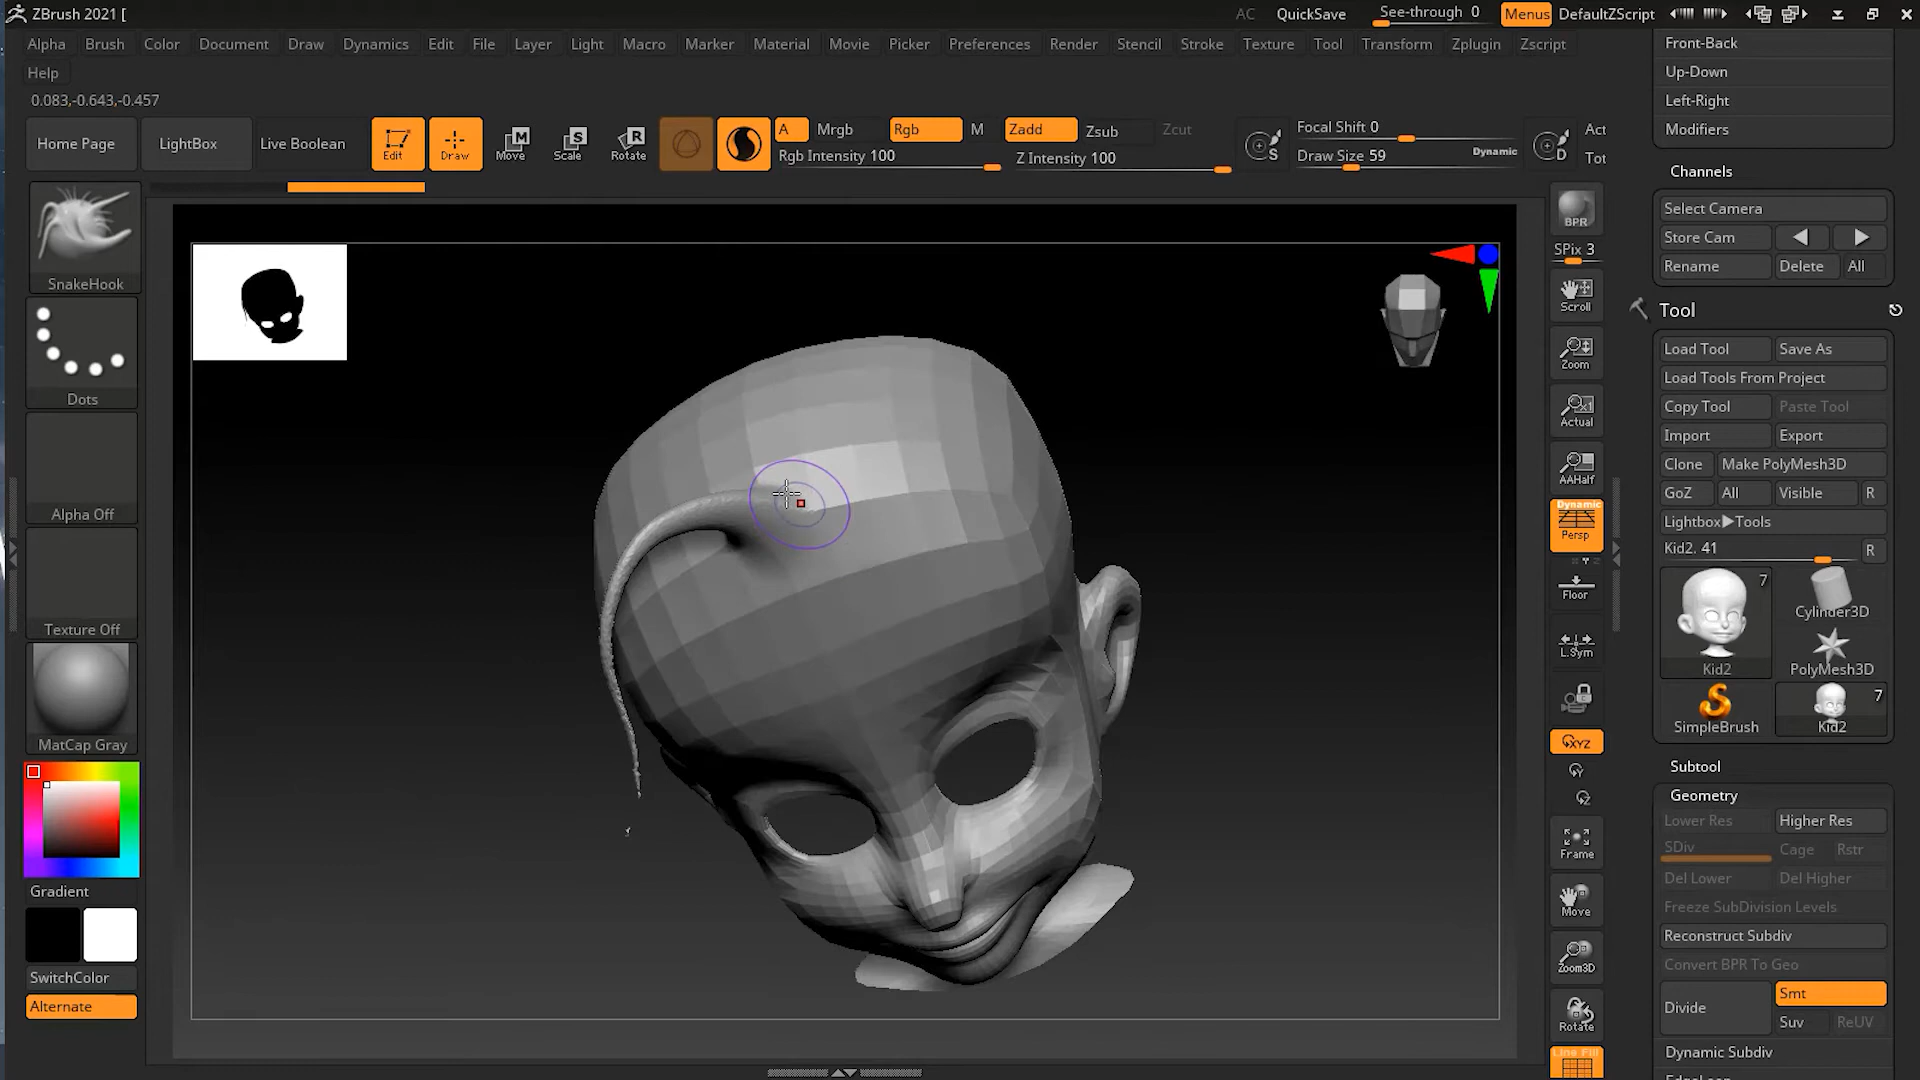 ZBrush 2021 [
AC QuickSave See-through 0 Menus DefaultZScript
Alpha Brush Color Document Draw Dynamics Edit File Layer Light Macro Marker Material Movie Picker Preferences Render Stencil Stroke Texture Tool Transform Zplugin Zscript
Help
0.083,-0.643,-0.457
Home Page LightBox Live Boolean Edit Draw Move Scale Rotate
M S R
A Mrgb Rgb M Zadd Zsub Zcut
Rgb Intensity 100 Z Intensity 100
S Focal Shift 0
Draw Size 59 Dynamic
D Act
Tot
SnakeHook
Dots
Alpha Off
Texture Off
MatCap Gray
Gradient
SwitchColor
Alternate
BPR
SPix 3
Scroll
Zoom
Actual
AAHalf
Dynamic
Persp
Floor
L.Sym
XYZ
Y
Z
Frame
Move
Zoom3D
Rotate
Line Fill
Front-Back
Up-Down
Left-Right
Modifiers
Channels
Select Camera
Store Cam
Rename Delete All
Tool
Load Tool Save As
Load Tools From Project
Copy Tool Paste Tool
Import Export
Clone Make PolyMesh3D
GoZ All Visible R
Lightbox▶Tools
Kid2. 41 R
7
Cylinder3D
Kid2 PolyMesh3D
7
SimpleBrush Kid2
Subtool
Geometry
Lower Res Higher Res
SDiv Cage Rstr
Del Lower Del Higher
Freeze SubDivision Levels
Reconstruct Subdiv
Convert BPR To Geo
Divide Smt
Suv ReUV
Dynamic Subdiv